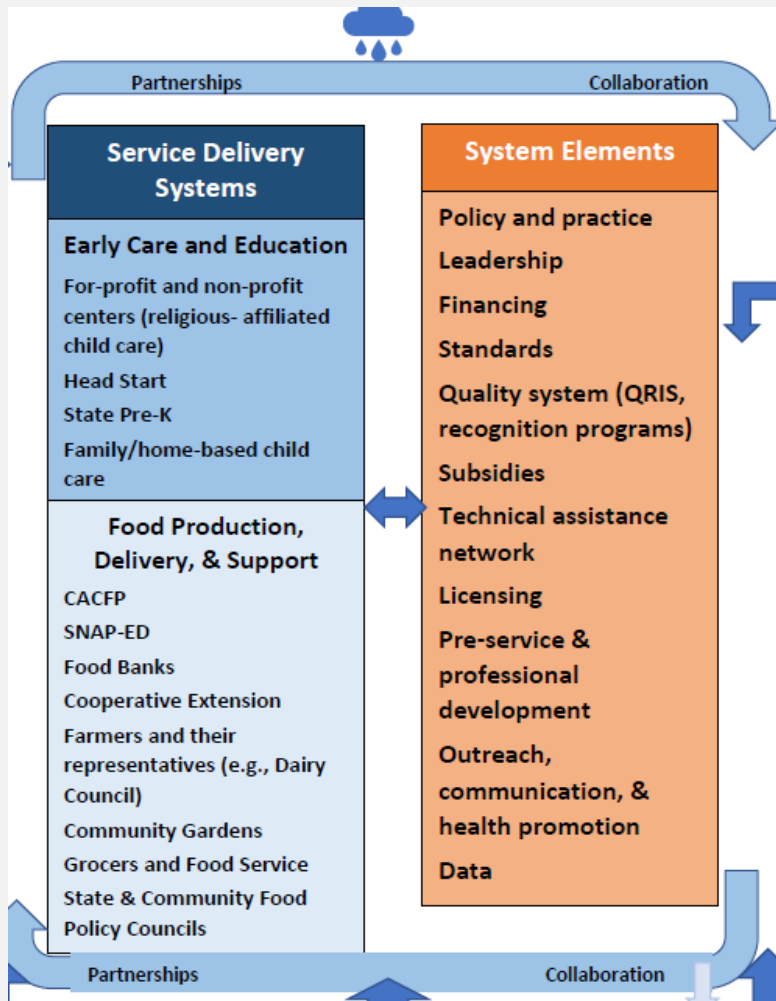 Partnerships
Collaboration
Service Delivery
Systems
Early Care and Education
For-profit and non-profit
centers (religious- affiliated
child care)
Head Start
State Pre-K
Family/home-based child
care
Food Production,
Delivery, & Support
CACFP
SNAP-ED
Food Banks
Cooperative Extension
Farmers and their
representatives (e.g., Dairy
Council)
Community Gardens
Grocers and Food Service
State & Community Food
Policy Councils
System Elements
Policy and practice
Leadership
Financing
Standards
Quality system (QRIS,
recognition programs)
Subsidies
Technical assistance
network
Licensing
Pre-service &
professional
development
Outreach,
communication, &
health promotion
Data
Partnerships
Collaboration